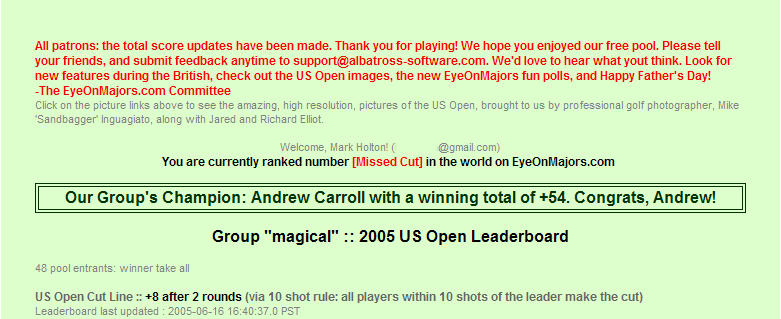 All patrons: the total score updates have been made. Thank you for playing! We hope you enjoyed our free pool. Please tell
your friends, and submit feedback anytime to support@albatross-software.com. We'd love to hear what yout think. Look for
new features during the British, check out the US Open images, the new EyeOnMajors fun polls, and Happy Father's Day!
-The EyeOnMajors.com Committee
Click on the picture links above to see the amazing, high resolution, pictures of the US Open, brought to us by professional golf photographer, Mike
'Sandbagger' Inguagiato, along with Jared and Richard Elliot.
Welcome, Mark Holton! ( @gmail.com)
You are currently ranked number [Missed Cut] in the world on EyeOnMajors.com
Our Group's Champion: Andrew Carroll with a winning total of +54. Congrats, Andrew!
Group "magical" :: 2005 US Open Leaderboard
48 pool entrants: winner take all
US Open Cut Line :: +8 after 2 rounds (via 10 shot rule: all players within 10 shots of the leader make the cut)
Leaderboard last updated : 2005-06-16 16:40:37.0 PST